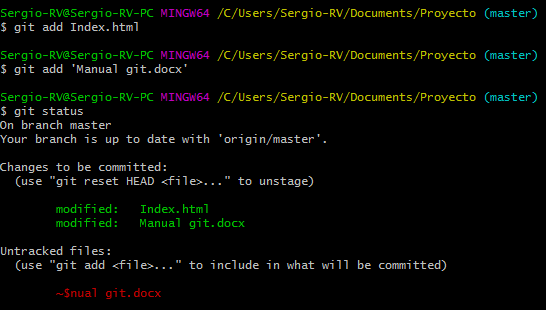 Sergio-RV@Sergio-RV-PC MINGW64 /C/Users/Sergio-RV/Documents/Proyecto (master)
$ git add Index.html
Sergio-RV@Sergio-RV-PC MINGW64 /C/Users/Sergio-RV/Documents/Proyecto (master)
$ git add 'Manual git.docx'
Sergio-RV@Sergio-RV-PC MINGW64 /C/Users/Sergio-RV/Documents/Proyecto (master)
$ git status
On branch master
Your branch is up to date with 'origin/master'.
Changes to be committed:
  (use "git reset HEAD <file>..." to unstage)
        modified:   Index.html
        modified:   Manual git.docx
Untracked files:
  (use "git add <file>..." to include in what will be committed)
        ~$nual git.docx